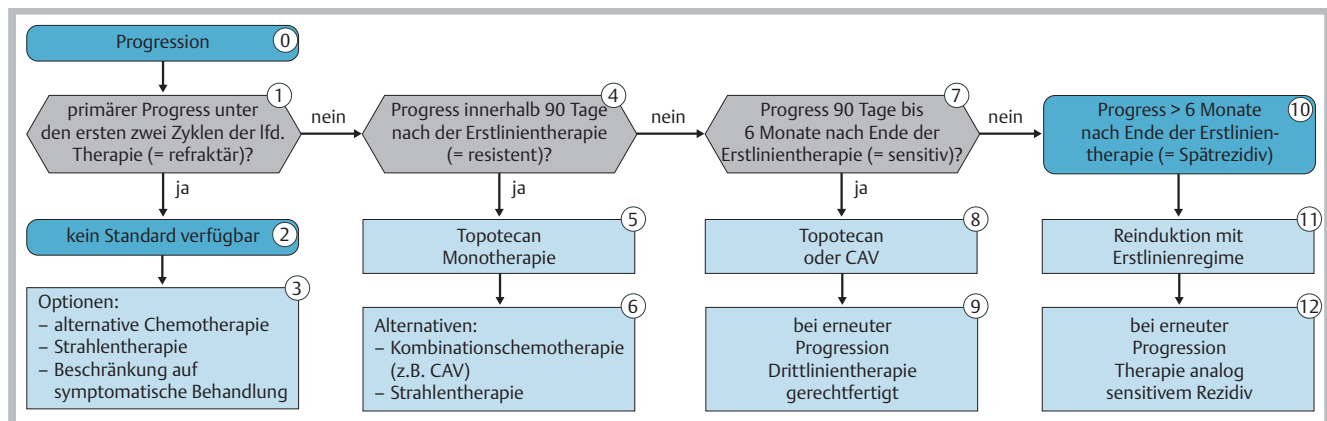 Progression
0
primärer Progress unter
den ersten zwei Zyklen der lfd.
Therapie (= refraktär)?
1
nein
ja
kein Standard verfügbar
2
Optionen:
– alternative Chemotherapie
– Strahlentherapie
– Beschränkung auf
symptomatische Behandlung
3
Progress innerhalb 90 Tage
nach der Erstlinientherapie
(= resistent)?
4
nein
ja
Topotecan
Monotherapie
5
Alternativen:
– Kombinationschemotherapie
(z.B. CAV)
– Strahlentherapie
6
Progress 90 Tage bis
6 Monate nach Ende der
Erstlinientherapie (= sensitiv)?
7
nein
ja
Topotecan
oder CAV
8
bei erneuter
Progression
Drittlinientherapie
gerechtfertigt
9
Progress > 6 Monate
nach Ende der Erstlinien-
therapie (= Spätrezidiv)
10
Reinduktion mit
Erstlinienregime
11
bei erneuter
Progression
Therapie analog
sensitivem Rezidiv
12